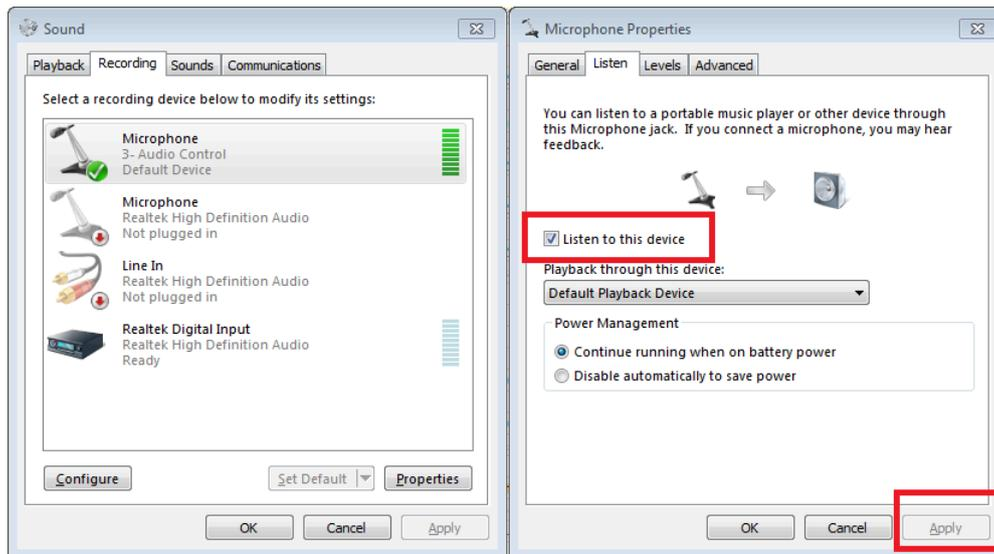 Sound
Playback Recording Sounds Communications
Select a recording device below to modify its settings:
Microphone
3- Audio Control
Default Device
Microphone
Realtek High Definition Audio
Not plugged in
Line In
Realtek High Definition Audio
Not plugged in
Realtek Digital Input
Realtek High Definition Audio
Ready
Configure Set Default Properties
OK Cancel Apply
Microphone Properties
General Listen Levels Advanced
You can listen to a portable music player or other device through
this Microphone jack. If you connect a microphone, you may hear
feedback.
Listen to this device
Playback through this device:
Default Playback Device
Power Management
Continue running when on battery power
Disable automatically to save power
OK Cancel Apply